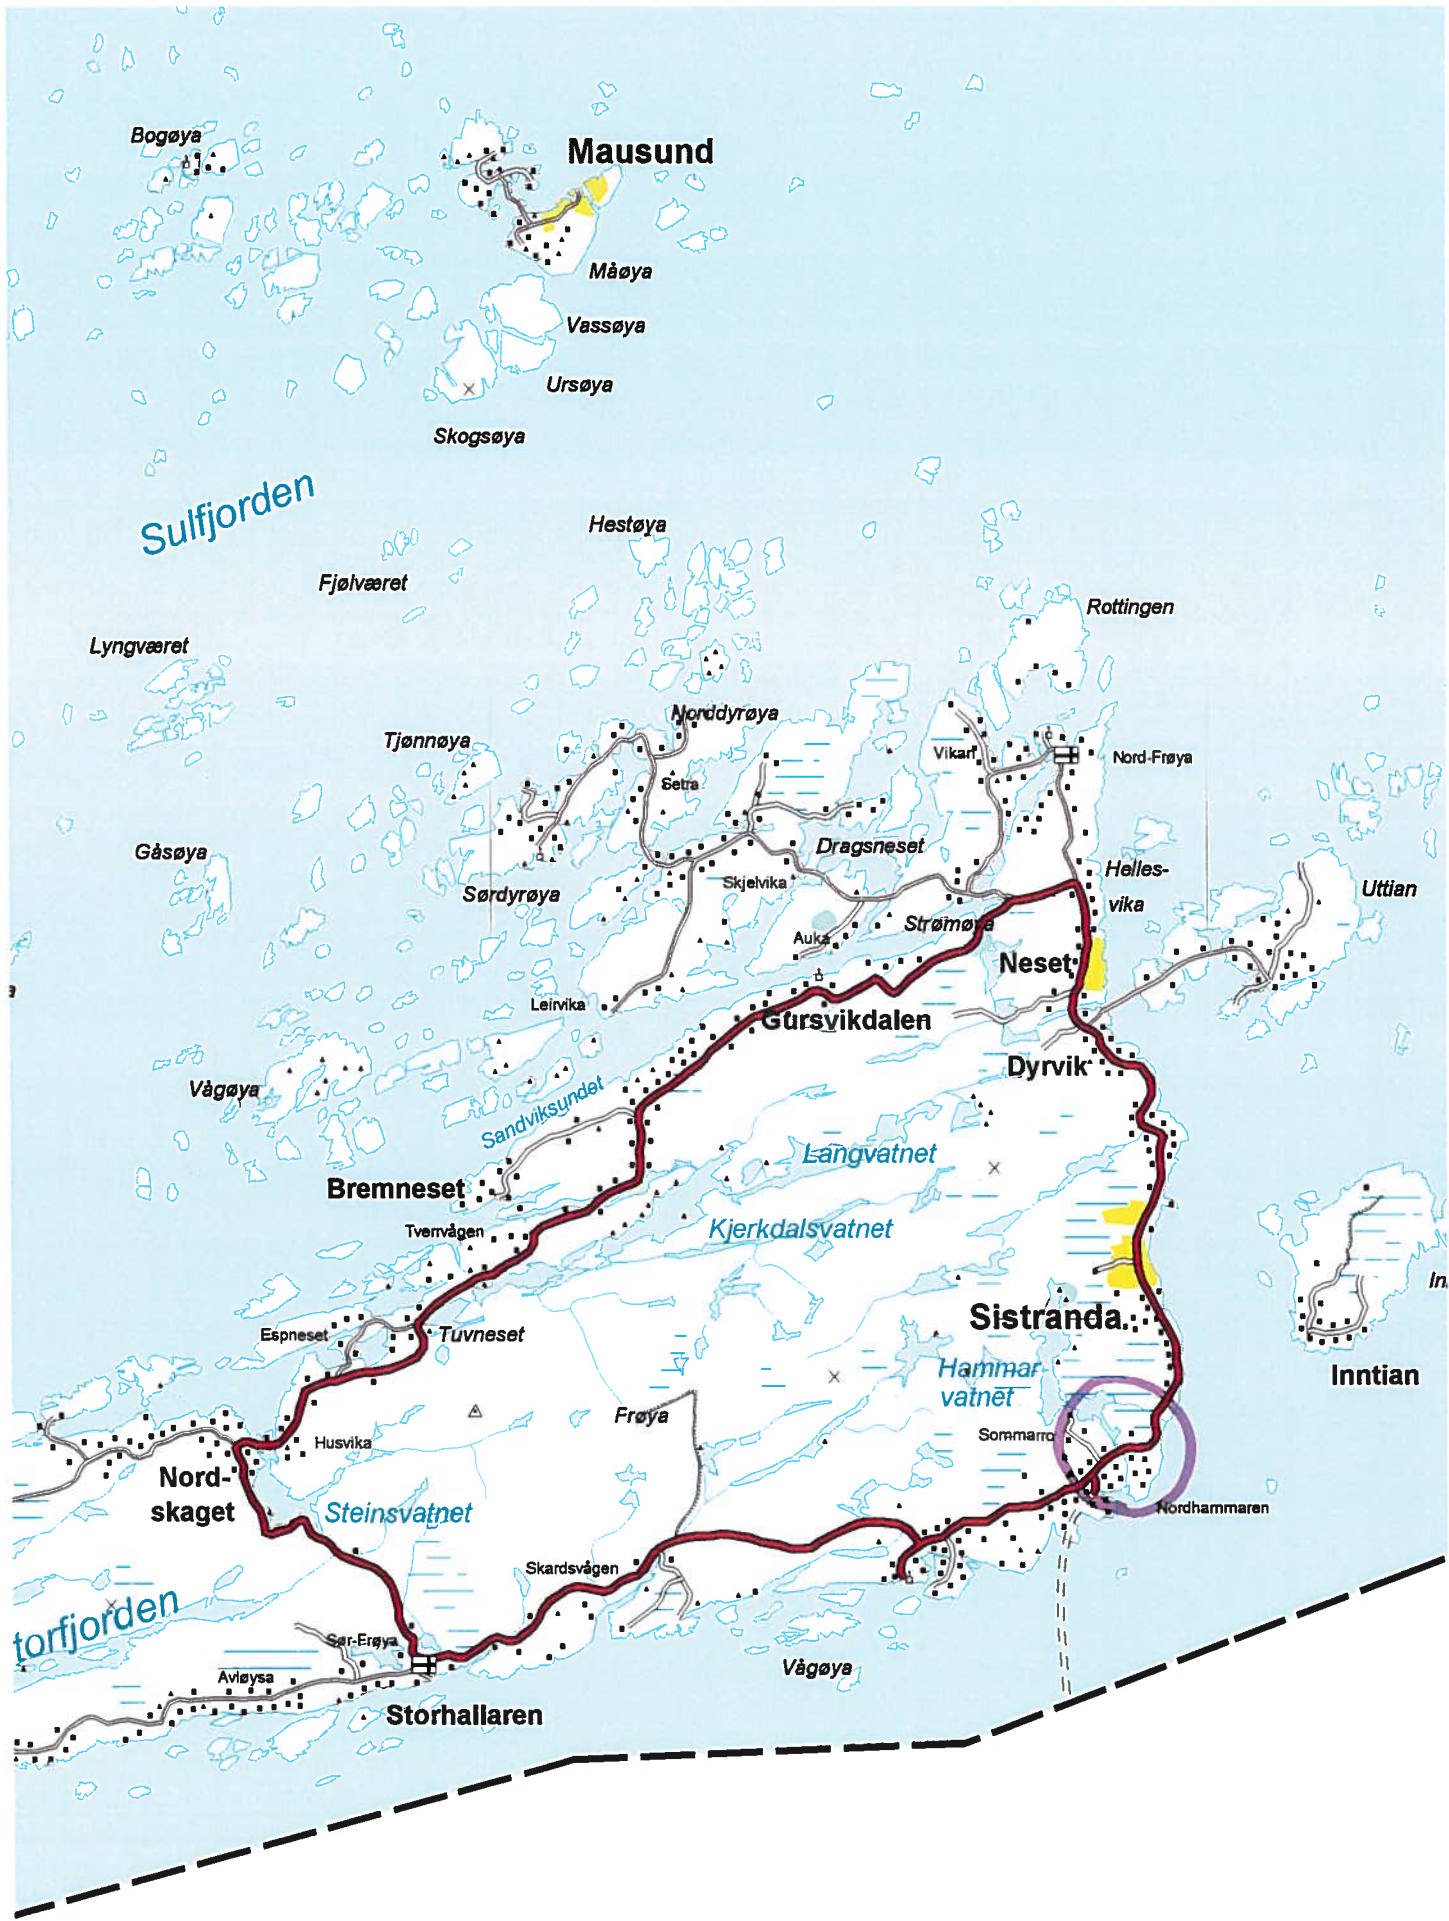 Bogøya
Mausund
Måøya
Vassøya
Ursøya
Skogsøya
Sulfjorden
Hestøya
Fjølværet
Rottingen
Lyngværet
Norddyrøya
Tjønnøya
Vikan
Nord-Frøya
Setra
Dragsneset
Gåsøya
Helles-
vika
Uttian
Skjelvika
Sørdyrøya
Strømøya
Auka
Neset
Leirvika
Gursvikdalen
Dyrvik
Vågøya
Sandviksundet
Langvatnet
Bremneset
Tverrvågen
Kjerkdalsvatnet
In
Sistranda
Espneset
Tuvneset
Hammar-
vatnet
Inntian
Frøya
Husvika
Sommarro
Nord-
skaget
Steinsvatnet
Nordhammaren
Skardsvågen
torfjorden
Sør-Frøya
Avløysa
Vågøya
Storhallaren